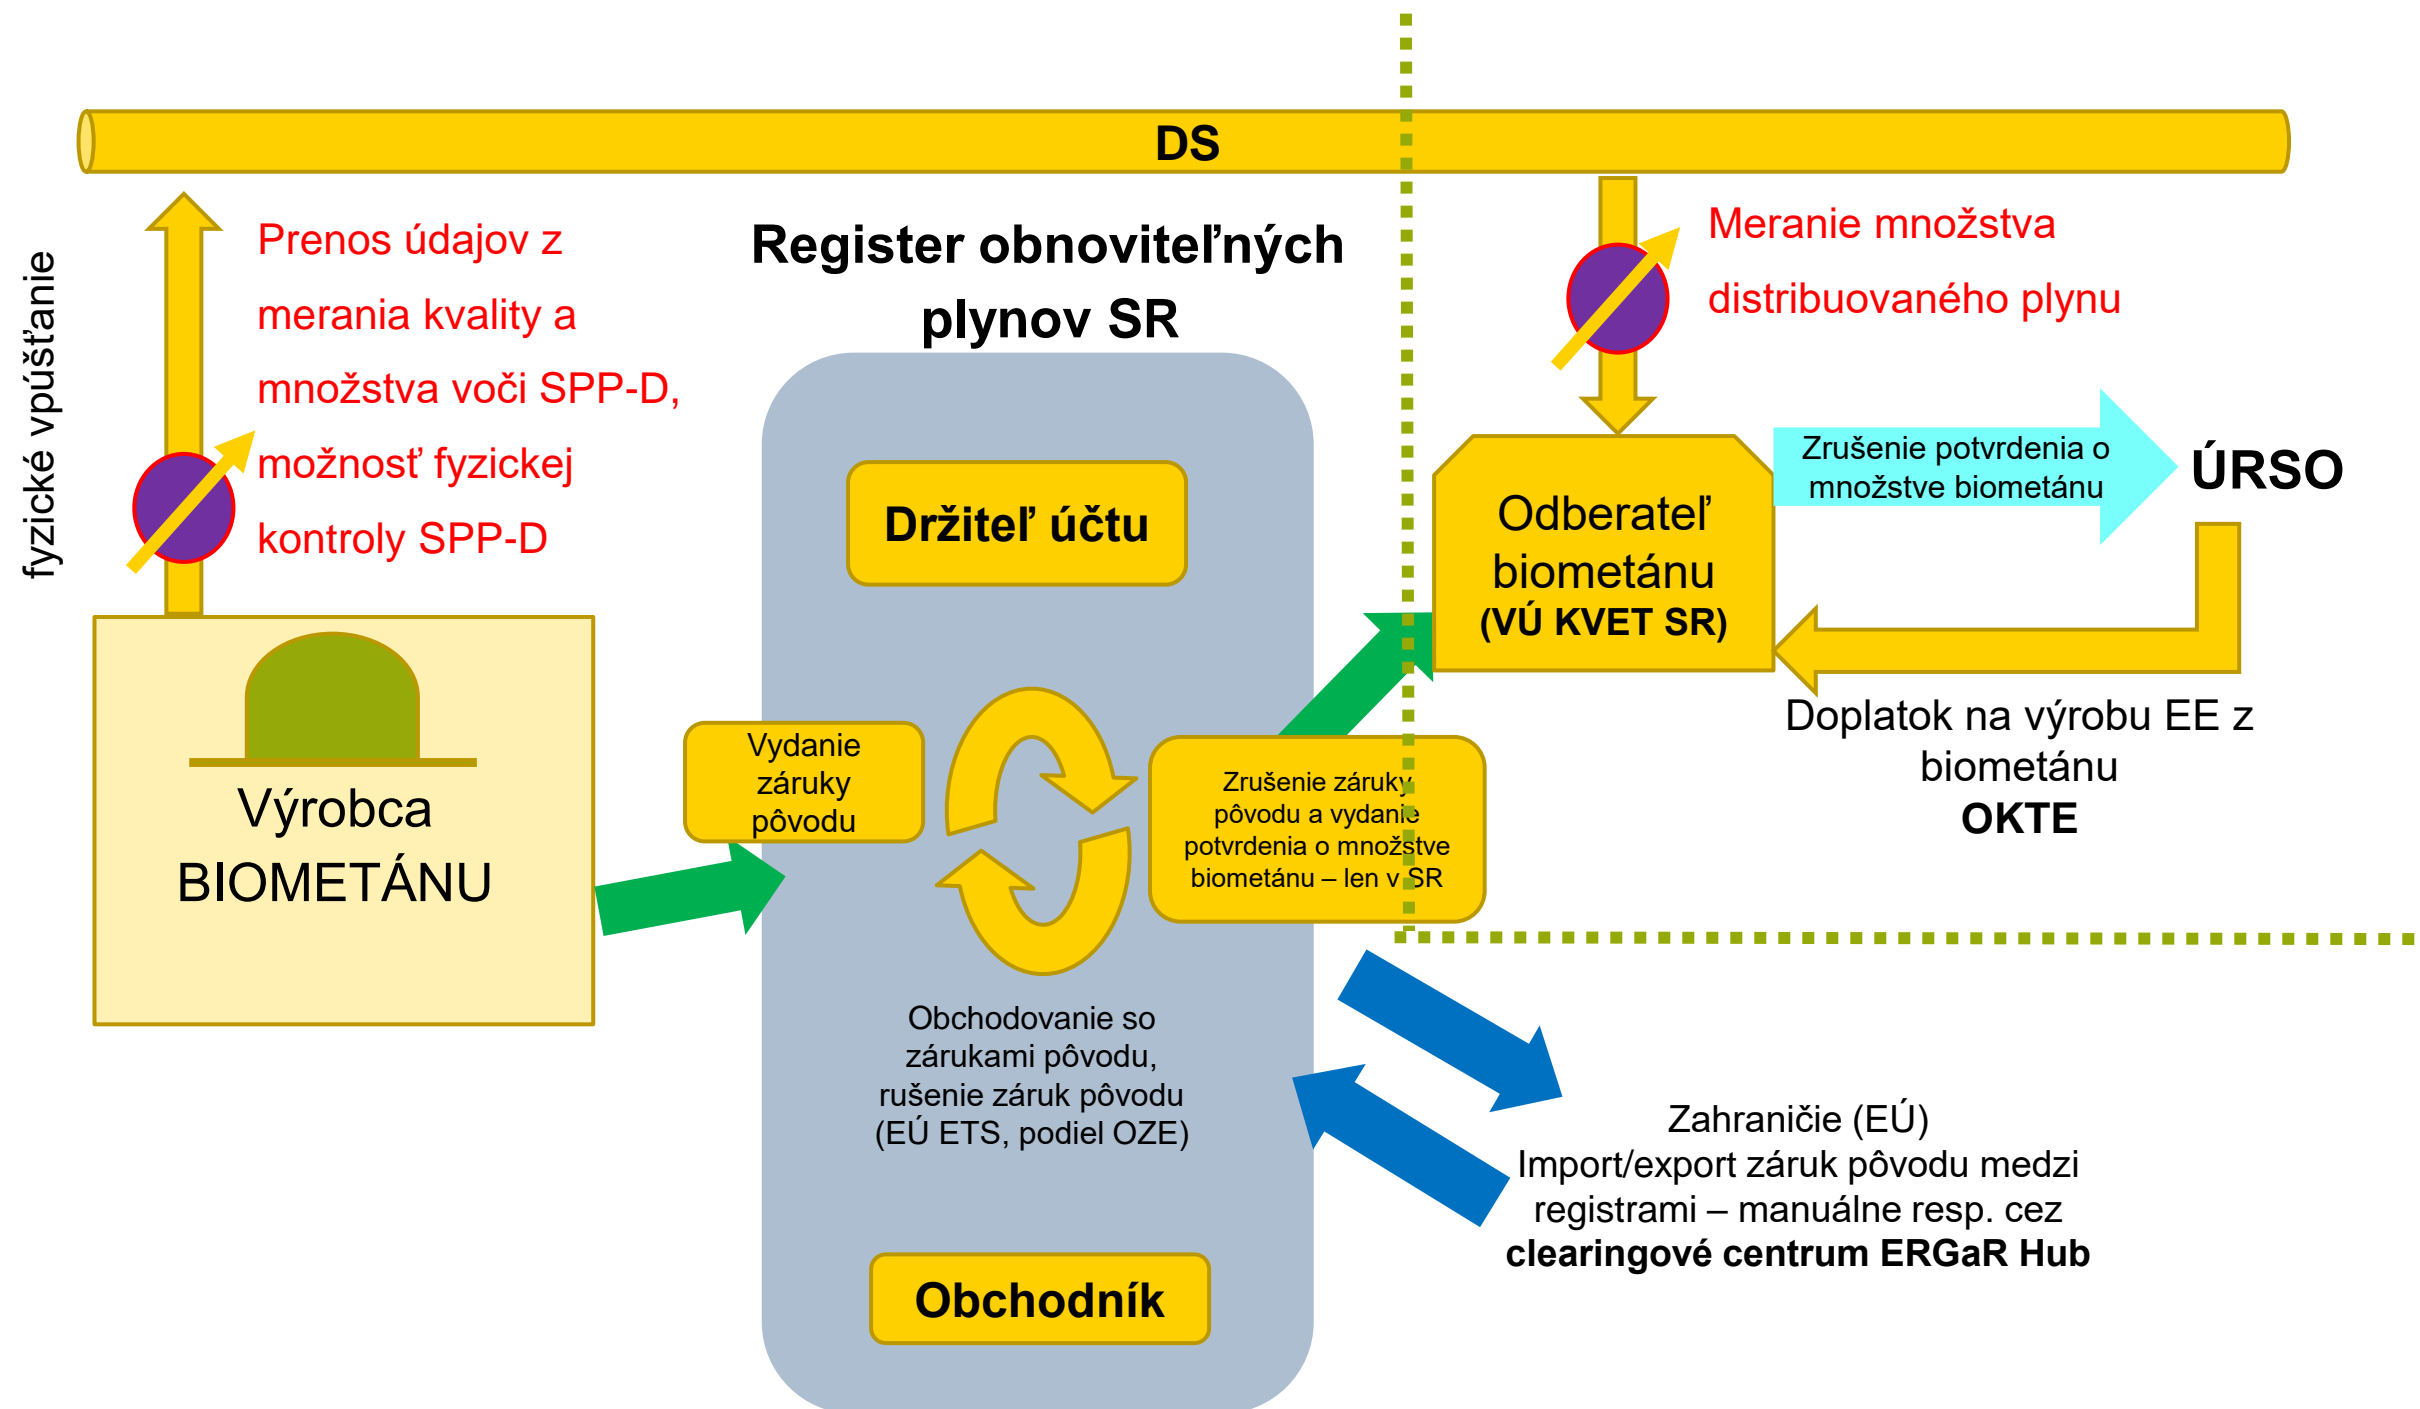 DS
fyzické vpúšťanie
Prenos údajov z
merania kvality a
množstva voči SPP-D,
možnosť fyzickej
kontroly SPP-D
Register obnoviteľných
plynov SR
Meranie množstva
distribuovaného plynu
Držiteľ účtu
Odberateľ
biometánu
(VÚ KVET SR)
Zrušenie potvrdenia o
množstve biometánu
ÚRSO
Doplatok na výrobu EE z
biometánu
OKTE
Výrobca
BIOMETÁNU
Vydanie
záruky
pôvodu
Zrušenie záruky
pôvodu a vydanie
potvrdenia o množstve
biometánu – len v SR
Obchodovanie so
zárukami pôvodu,
rušenie záruk pôvodu
(EÚ ETS, podiel OZE)
Obchodník
Zahraničie (EÚ)
Import/export záruk pôvodu medzi
registrami – manuálne resp. cez
clearingové centrum ERGaR Hub